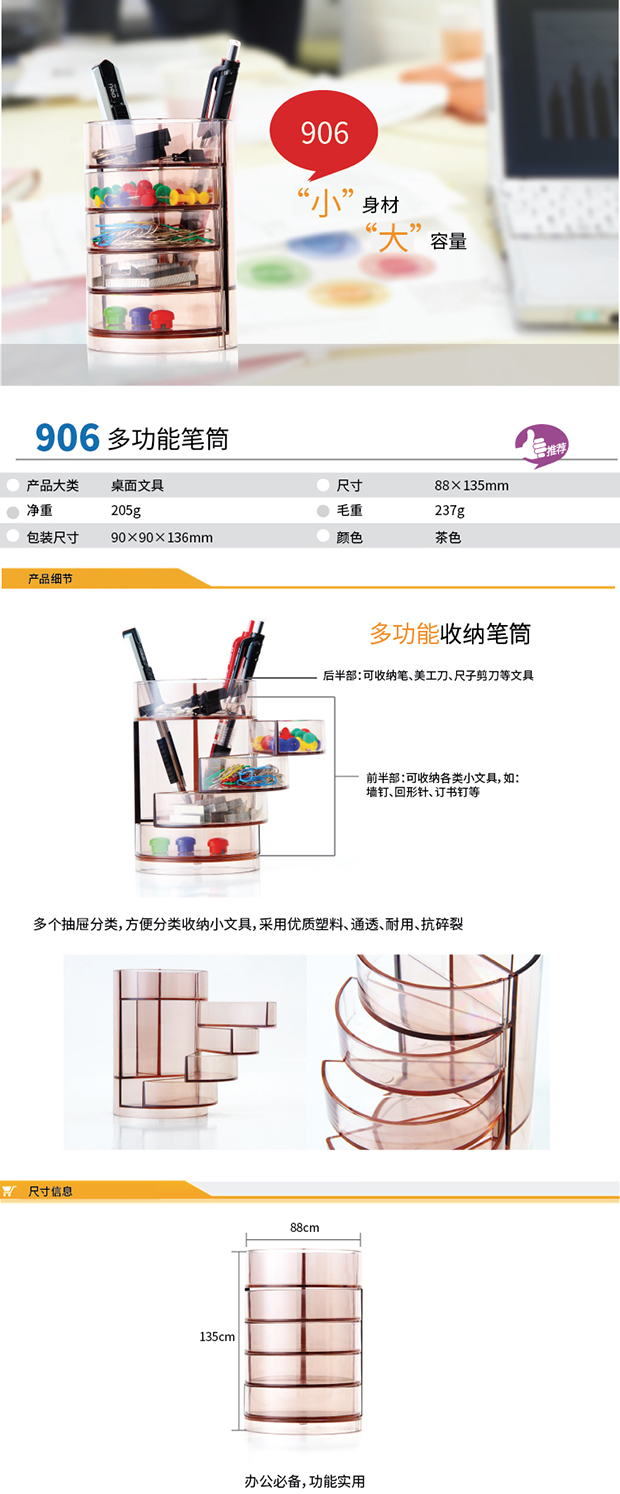 906
“小”身材
“大”容量
906 多功能笔筒
推荐
产品大类 桌面文具 尺寸 88×135mm
净重 205g 毛重 237g
包装尺寸 90×90×136mm 颜色 茶色
产品细节
多功能收纳笔筒
后半部：可收纳笔、美工刀、尺子剪刀等文具
前半部：可收纳各类小文具，如：
墙钉、回形针、订书钉等
多个抽屉分类，方便分类收纳小文具，采用优质塑料、通透、耐用、抗碎裂
尺寸信息
88cm
135cm
办公必备，功能实用